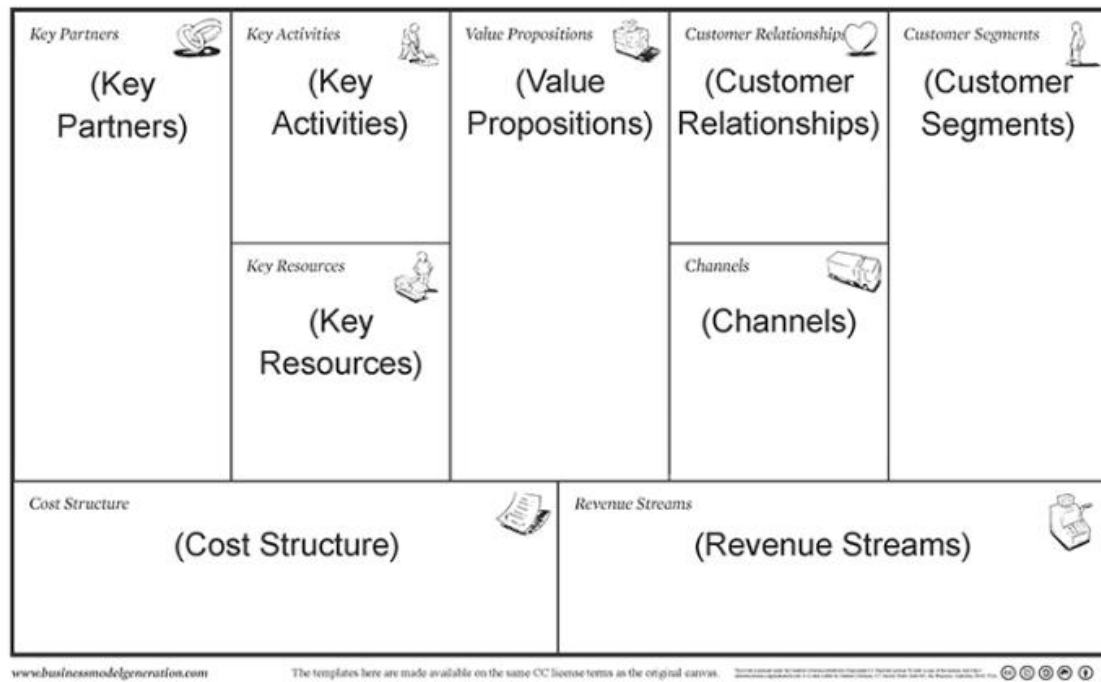 Key Partners
(Key
Partners)
Key Activities
(Key
Activities)
Key Resources
(Key
Resources)
Value Propositions
(Value
Propositions)
Customer Relationships
(Customer
Relationships)
Channels
(Channels)
Customer Segments
(Customer
Segments)
Cost Structure
(Cost Structure)
Revenue Streams
(Revenue Streams)
www.businessmodelgeneration.com
The templates here are made available on the same CC license terms as the original canvas.